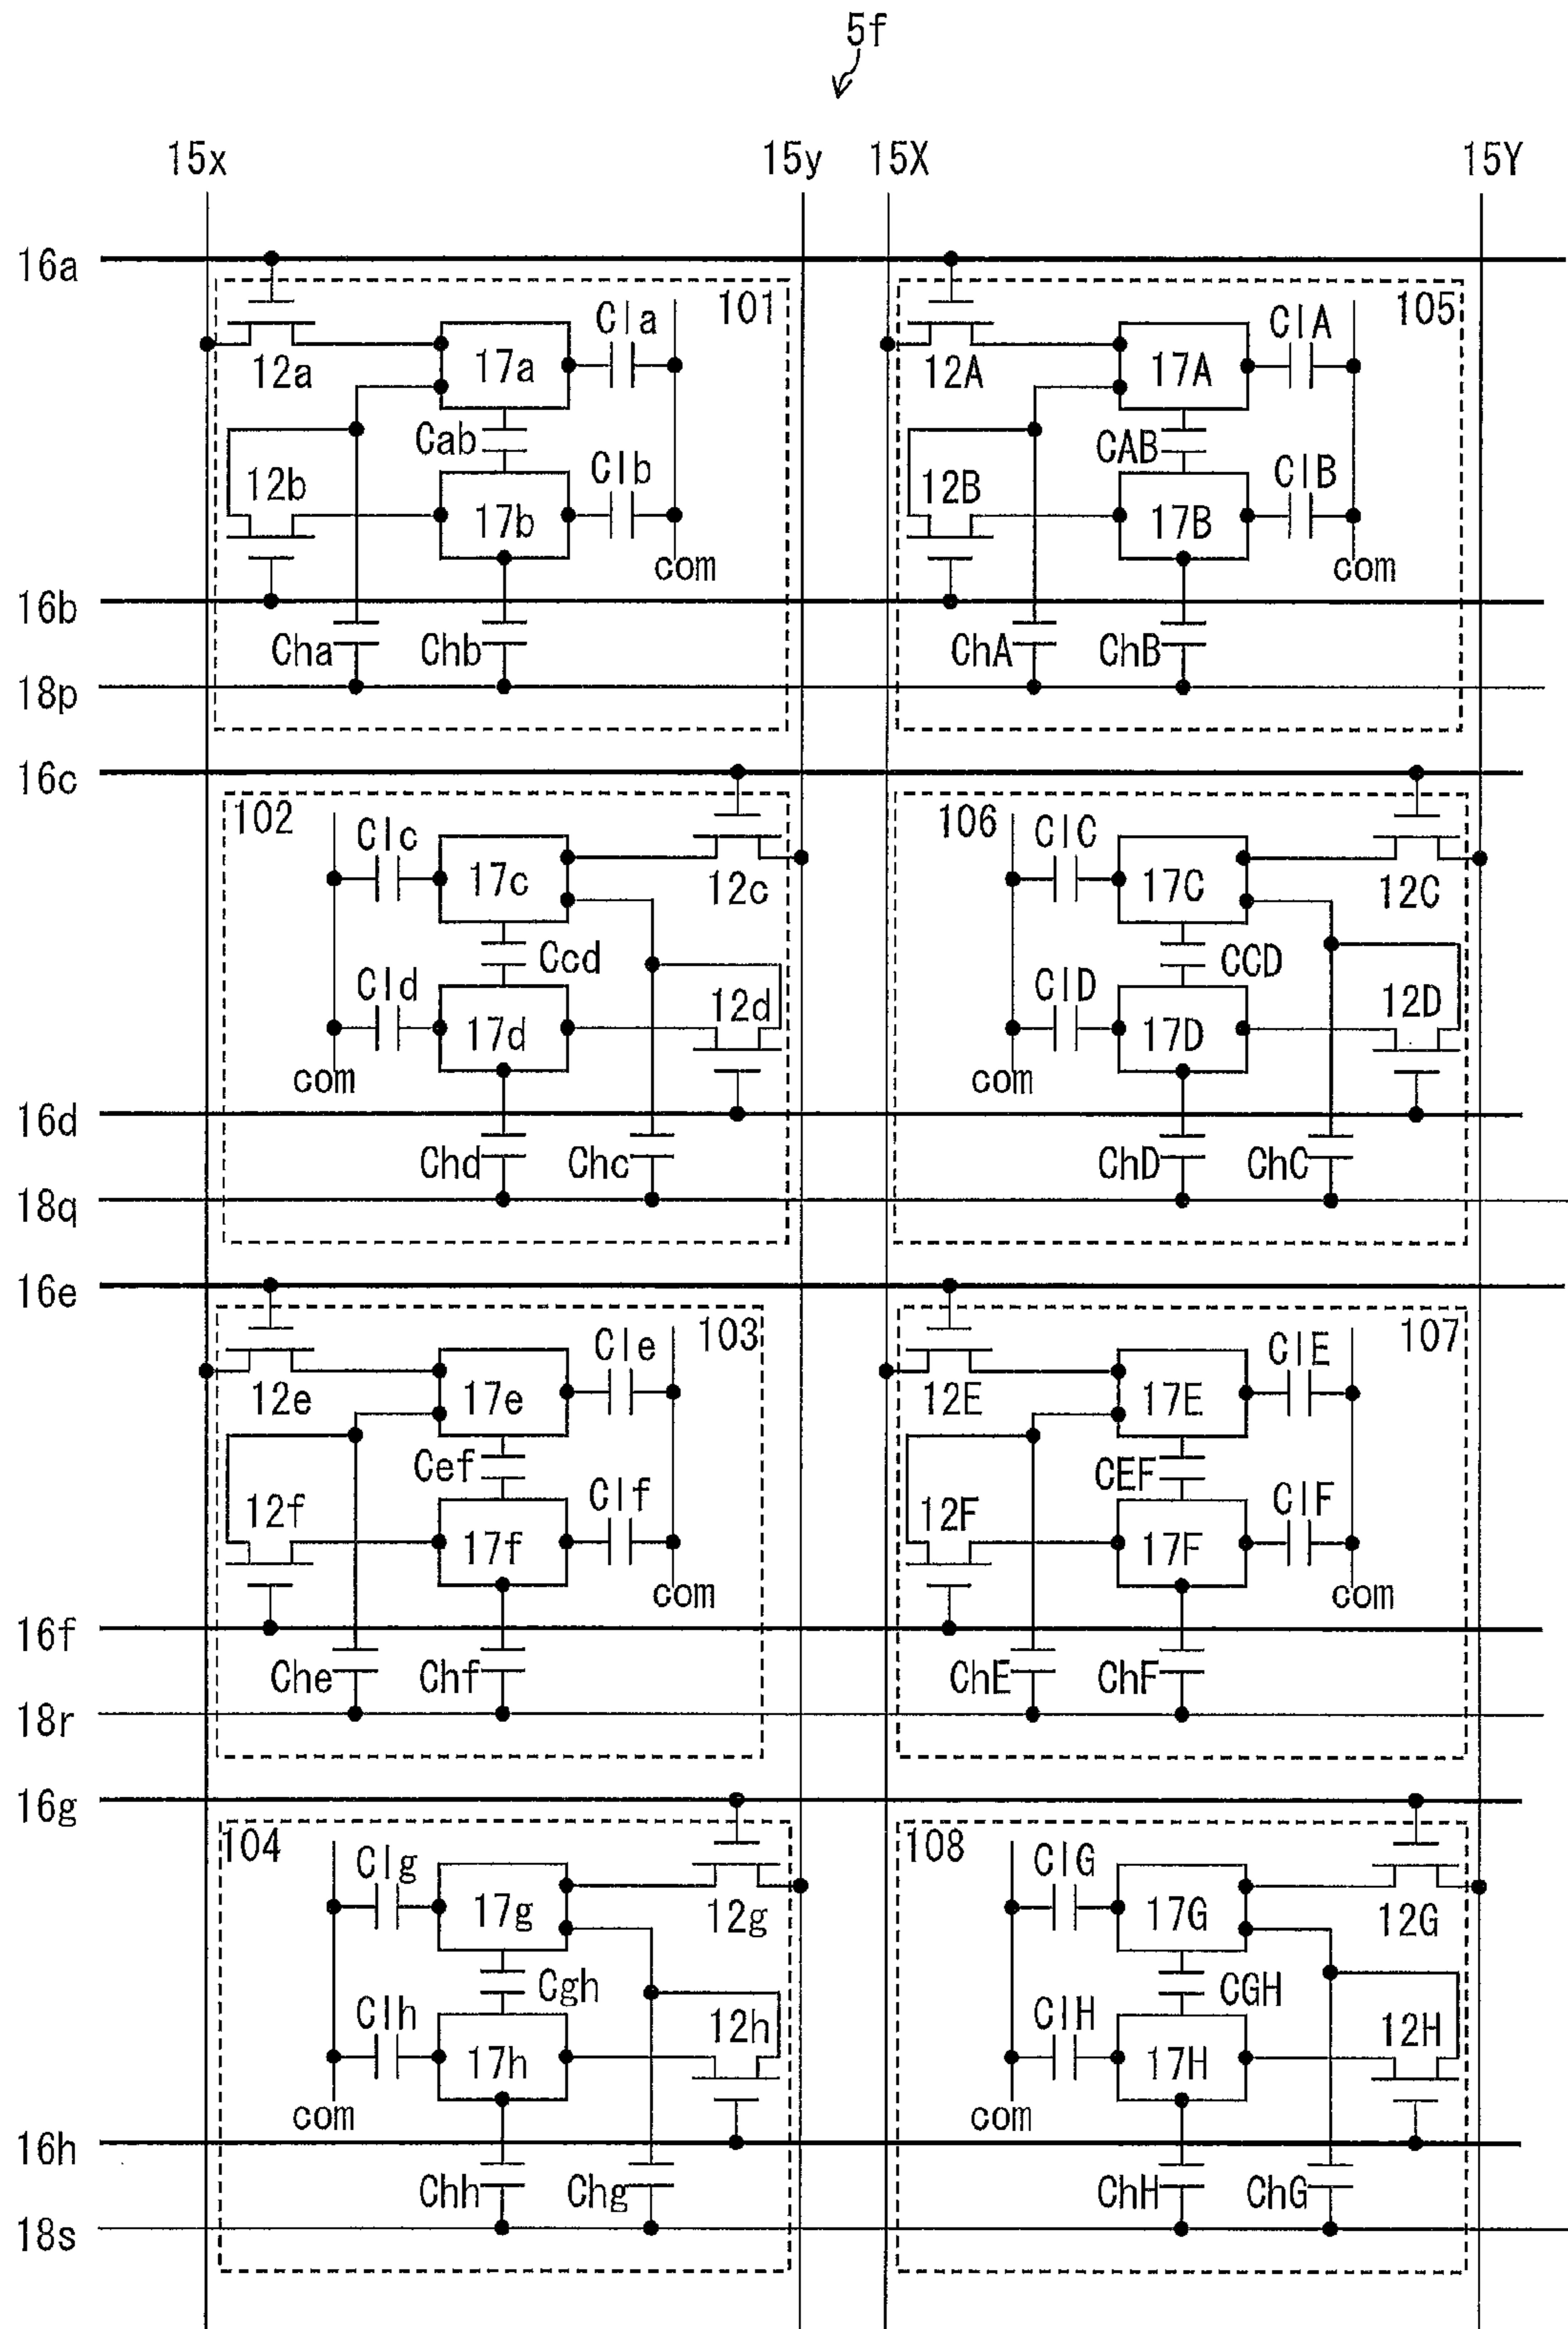 5f
15x 15y 15X 15Y
16a
101 Cla 105 ClA
12a 17a 12A 17A
Cab CAB
12b Clb 12B ClB
17b 17B
com com
16b
Cha Chb ChA ChB
18p
16c
102 Clc 106 ClC
17c 12c 17C 12C
Ccd CCD
Cld 12d ClD 12D
17d 17D
com com
16d
Chd Chc ChD ChC
18q
16e
Cle 103 ClE 107
12e 17e 12E 17E
Cef CEF
12f Clf 12F ClF
17f 17F
com com
16f
Che Chf ChE ChF
18r
16g
104 Clg 108 ClG
17g 12g 17G 12G
Cgh CGH
Clh 12h ClH 12H
17h 17H
com com
16h
Chh Chg ChH ChG
18s